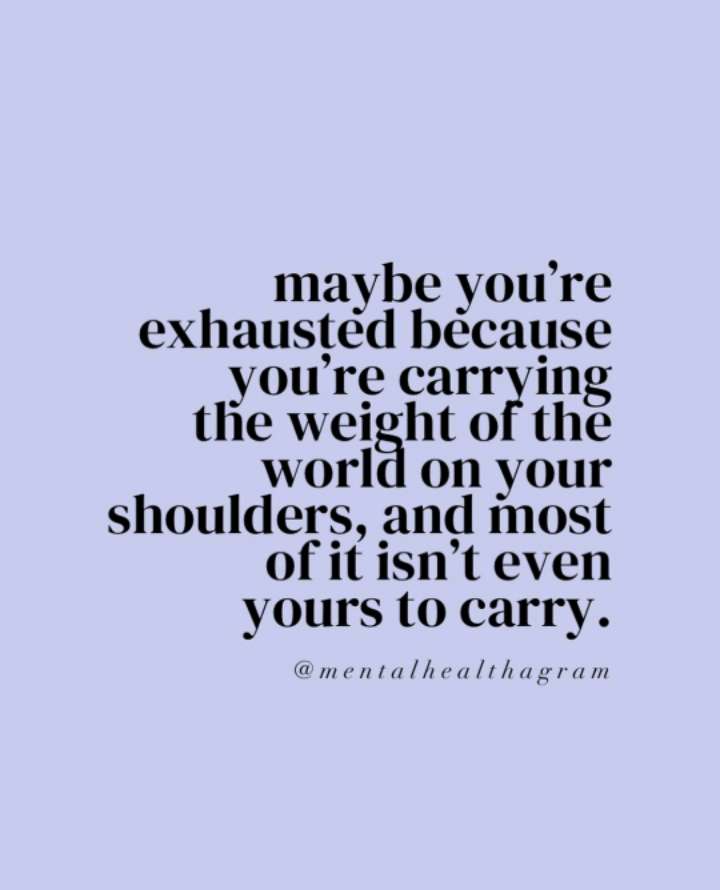 maybe you’re
exhausted because
you’re carrying
the weight of the
world on your
shoulders, and most
of it isn’t even
yours to carry.
@mentalhealthagram